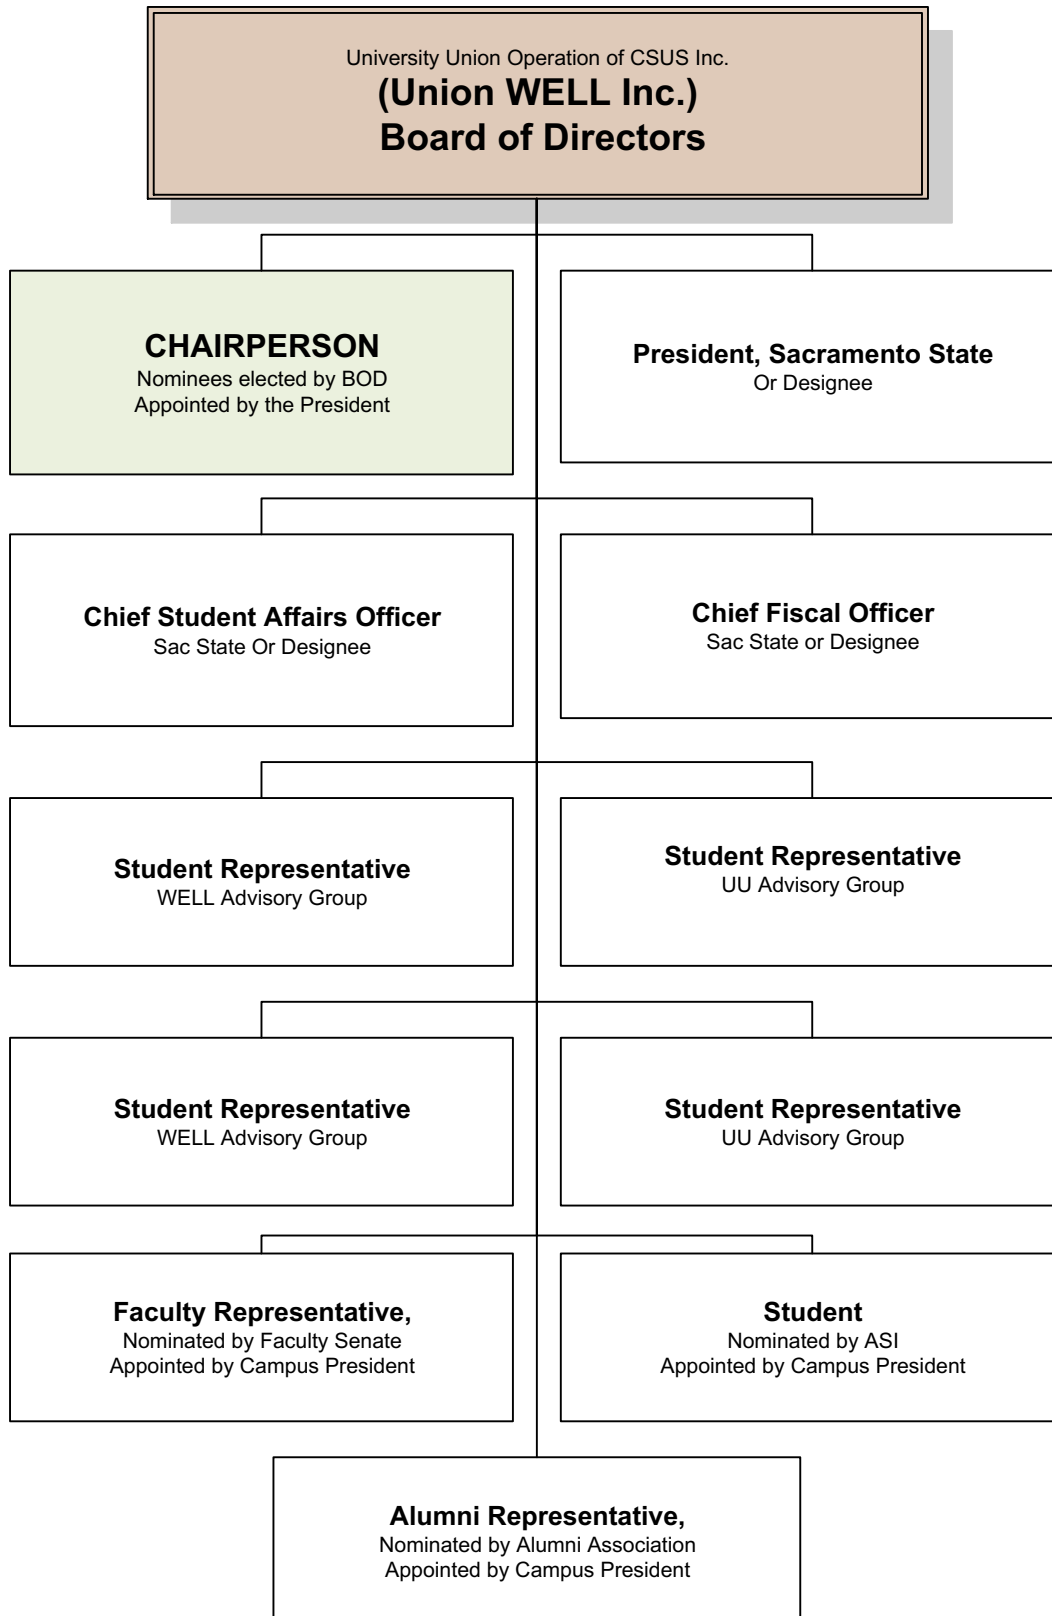 University Union Operation of CSUS Inc.
(Union WELL Inc.)
Board of Directors
CHAIRPERSON
Nominees elected by BOD
Appointed by the President
President, Sacramento State
Or Designee
Chief Student Affairs Officer
Sac State Or Designee
Chief Fiscal Officer
Sac State or Designee
Student Representative
WELL Advisory Group
Student Representative
UU Advisory Group
Student Representative
WELL Advisory Group
Student Representative
UU Advisory Group
Faculty Representative,
Nominated by Faculty Senate
Appointed by Campus President
Student
Nominated by ASI
Appointed by Campus President
Alumni Representative,
Nominated by Alumni Association
Appointed by Campus President